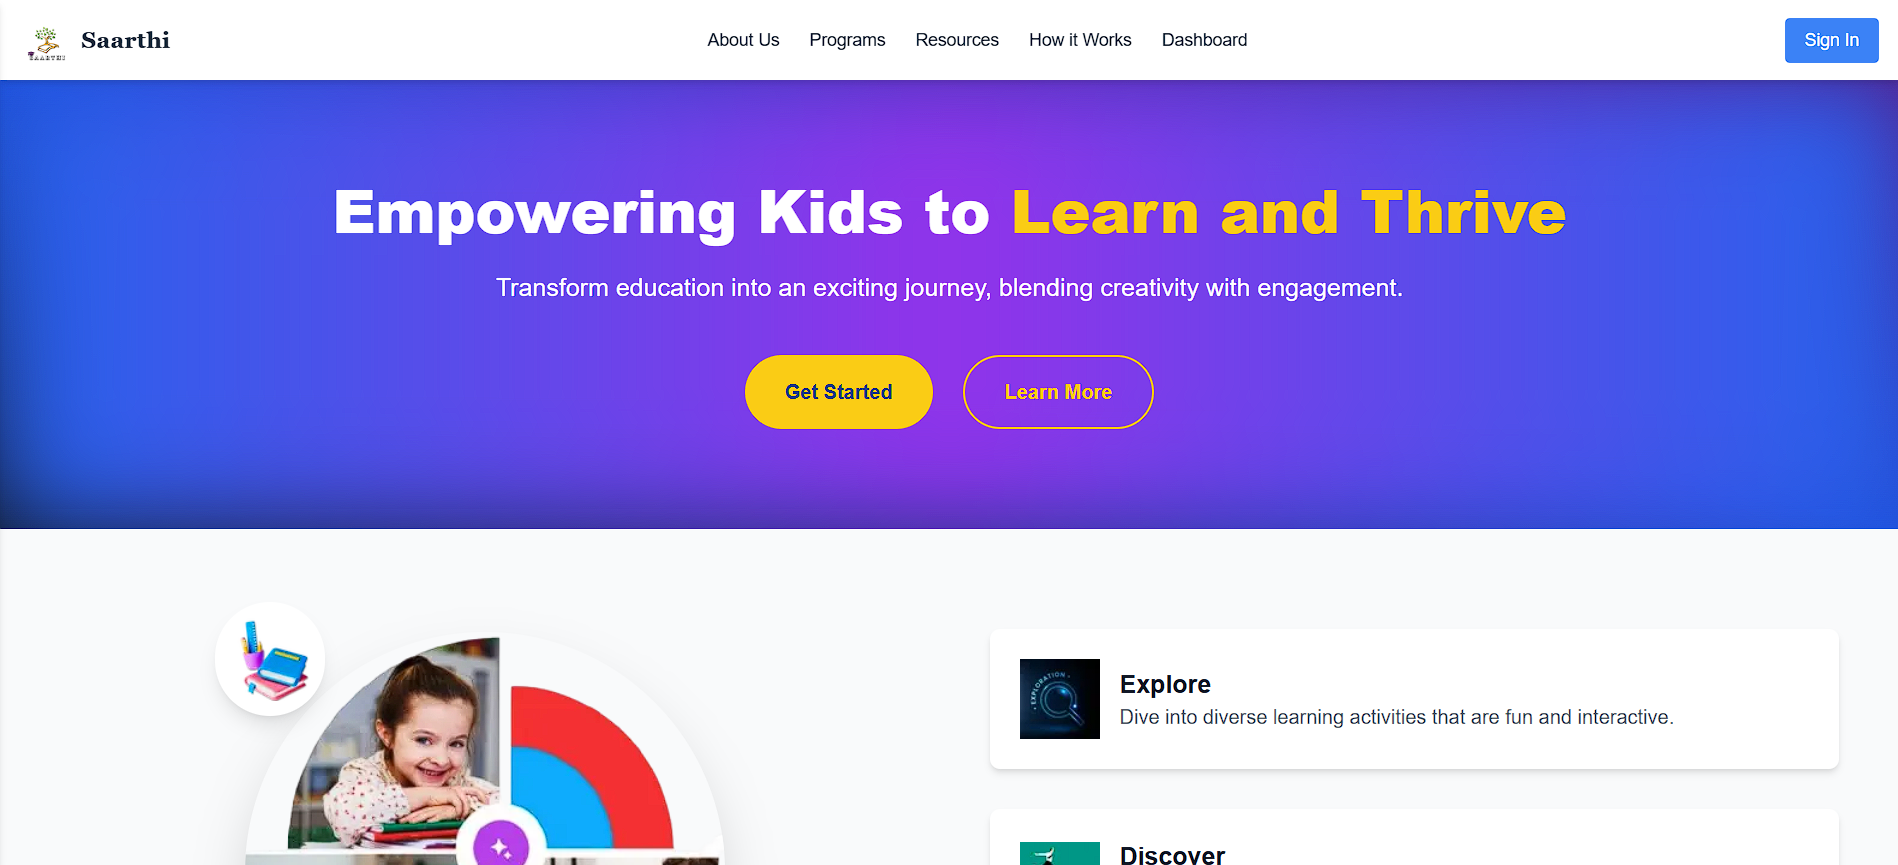 SAARTHI
Saarthi
About Us Programs Resources How it Works Dashboard
Sign In
Empowering Kids to Learn and Thrive
Transform education into an exciting journey, blending creativity with engagement.
Get Started Learn More
EXPLORATION
Explore
Dive into diverse learning activities that are fun and interactive.
Discover